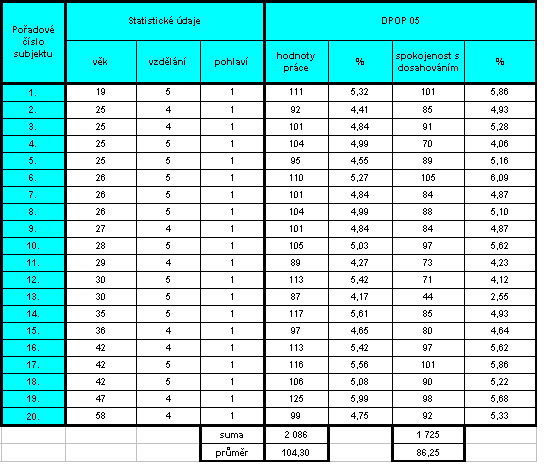 Pořadové číslo subjektu Statistické údaje DPOP 05
věk vzdělání pohlaví hodnoty práce % spokojenost s dosahováním %
1. 19 5 1 111 5,32 101 5,86
2. 25 4 1 92 4,41 85 4,93
3. 25 4 1 101 4,84 91 5,28
4. 25 5 1 104 4,99 70 4,06
5. 25 5 1 95 4,55 89 5,16
6. 26 5 1 110 5,27 105 6,09
7. 26 5 1 101 4,84 84 4,87
8. 26 5 1 104 4,99 88 5,10
9. 27 4 1 101 4,84 84 4,87
10. 28 5 1 105 5,03 97 5,62
11. 29 4 1 89 4,27 73 4,23
12. 30 5 1 113 5,42 71 4,12
13. 30 5 1 87 4,17 44 2,55
14. 35 5 1 117 5,61 85 4,93
15. 36 4 1 97 4,65 80 4,64
16. 42 4 1 113 5,42 97 5,62
17. 42 5 1 116 5,56 101 5,86
18. 42 5 1 106 5,08 90 5,22
19. 47 4 1 125 5,99 98 5,68
20. 58 4 1 99 4,75 92 5,33
suma 2 086 1 725
průměr 104,30 86,25